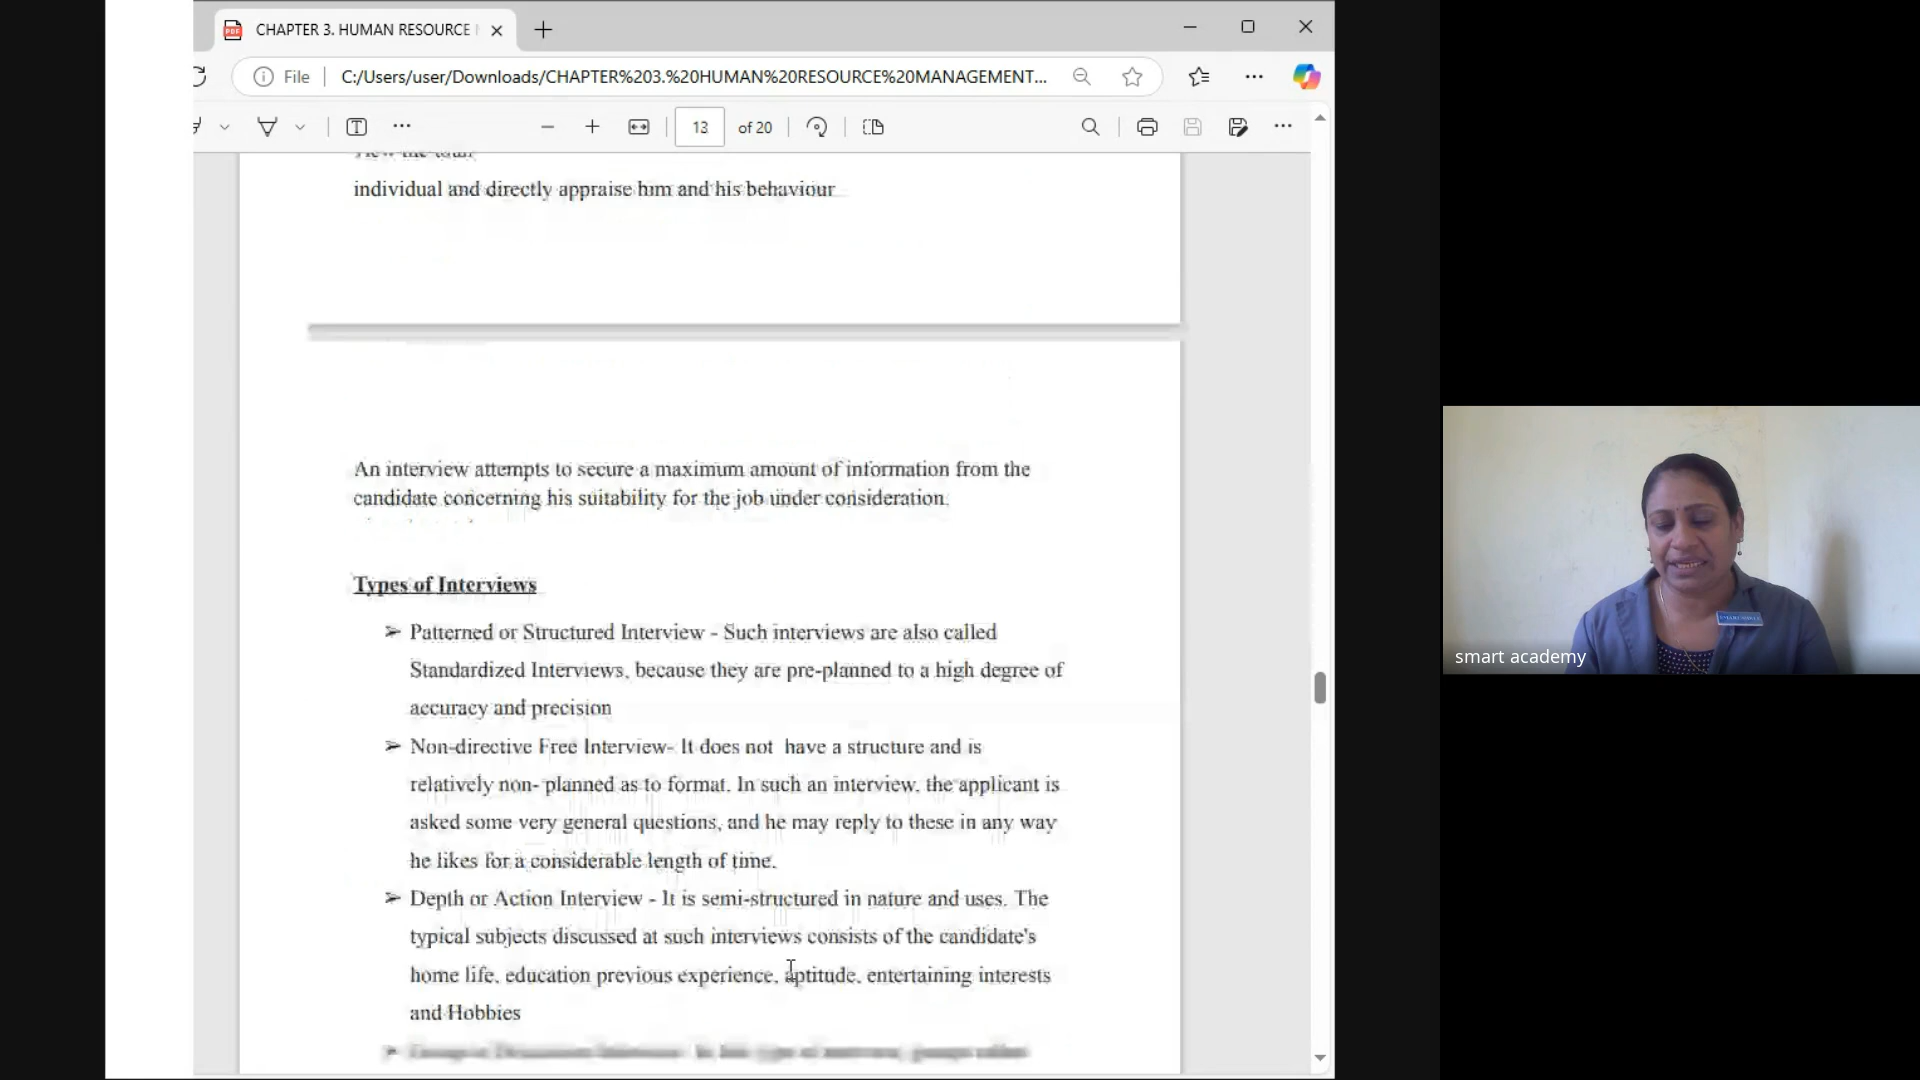 CHAPTER 3. HUMAN RESOURCE
File
C:/Users/user/Downloads/CHAPTER%203.%20HUMAN%20RESOURCE%20MANAGEMENT...
13 of 20
individual and directly appraise him and his behaviour
An interview attempts to secure a maximum amount of information from the
candidate concerning his suitability for the job under consideration.
Types of Interviews
➢ Patterned or Structured Interview - Such interviews are also called
Standardized Interviews, because they are pre-planned to a high degree of
accuracy and precision
➢ Non-directive Free Interview- It does not have a structure and is
relatively non- planned as to format. In such an interview, the applicant is
asked some very general questions, and he may reply to these in any way
he likes for a considerable length of time.
➢ Depth or Action Interview - It is semi-structured in nature and uses. The
typical subjects discussed at such interviews consists of the candidate's
home life, education previous experience, aptitude, entertaining interests
and Hobbies
smart academy